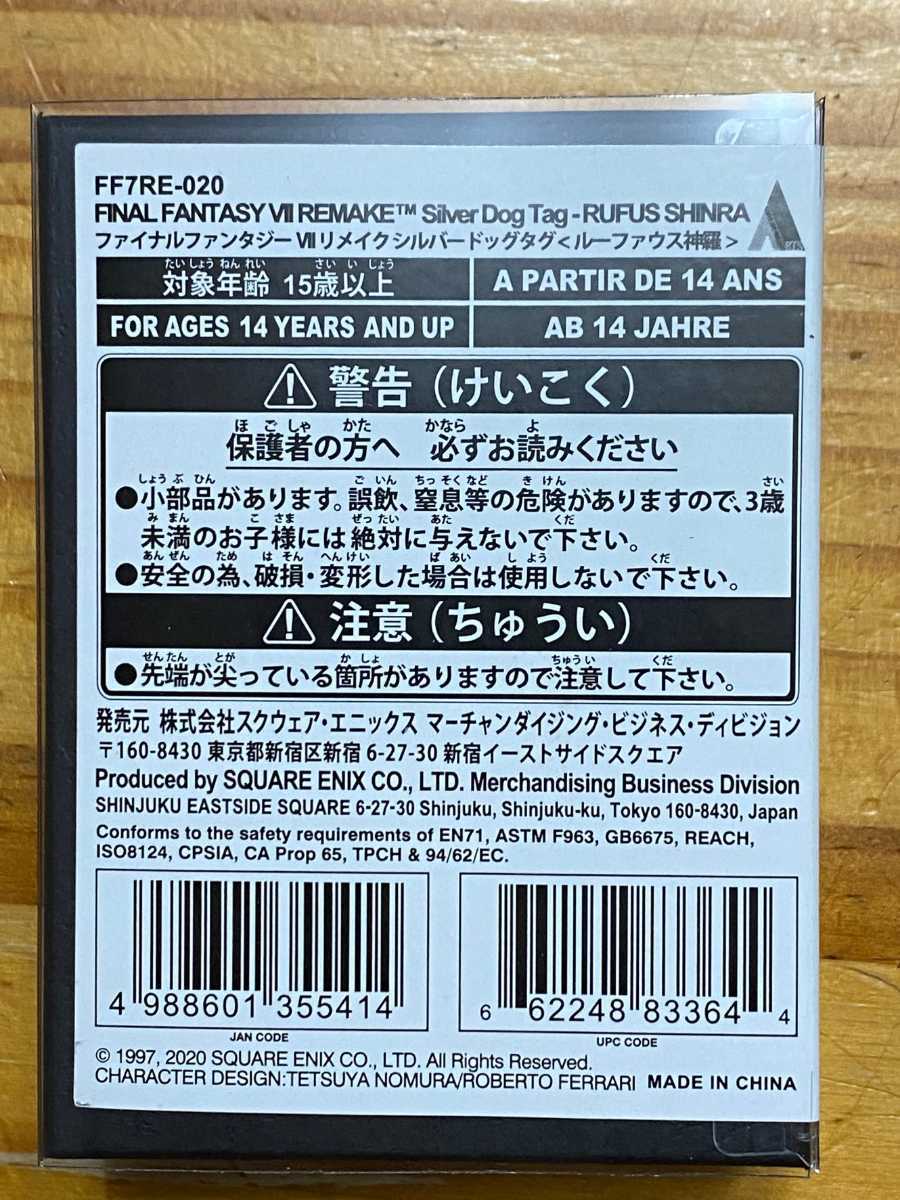 FF7RE-020
FINAL FANTASY VII REMAKE™ Silver Dog Tag - RUFUS SHINRA
ファイナルファンタジー VII リメイク シルバードッグタグ < ルーファウス神羅 >
たいしょうねんれい さいいじょう
対象年齢 15歳以上
A PARTIR DE 14 ANS
FOR AGES 14 YEARS AND UP
AB 14 JAHRE
警告（けいこく）
ほごしゃ かた かなら よ
保護者の方へ 必ずお読みください
しょうぶひん ごいん ちっそくなど きけん さい
●小部品があります。誤飲、窒息等の危険がありますので、3歳
みまん こさま ぜったい あた くだ
未満のお子様には絶対に与えないで下さい。
あんぜん ため はそん へんけい ばあい しよう くだ
●安全の為、破損・変形した場合は使用しないで下さい。
注意（ちゅうい）
せんたん とが かしょ ちゅうい くだ
●先端が尖っている箇所がありますので注意して下さい。
発売元 株式会社スクウェア・エニックス マーチャンダイジング・ビジネス・ディビジョン
〒160-8430 東京都新宿区新宿 6-27-30 新宿イーストサイドスクエア
Produced by SQUARE ENIX CO., LTD. Merchandising Business Division
SHINJUKU EASTSIDE SQUARE 6-27-30 Shinjuku, Shinjuku-ku, Tokyo 160-8430, Japan
Conforms to the safety requirements of EN71, ASTM F963, GB6675, REACH,
ISO8124, CPSIA, CA Prop 65, TPCH & 94/62/EC.
4 988601 355414
JAN CODE
6 62248 83364 4
UPC CODE
© 1997, 2020 SQUARE ENIX CO., LTD. All Rights Reserved.
CHARACTER DESIGN:TETSUYA NOMURA/ROBERTO FERRARI MADE IN CHINA